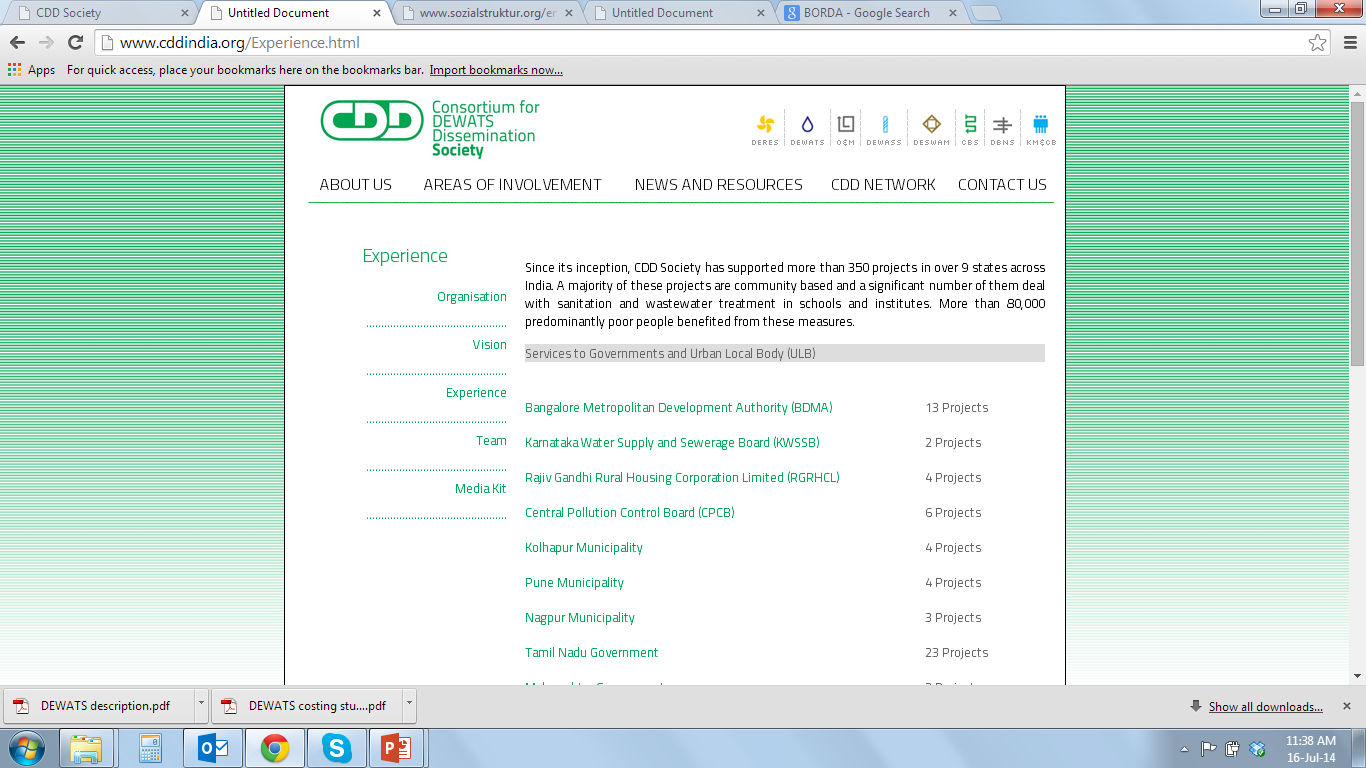 CDD Society
Untitled Document
www.sozialstruktur.org/en
Untitled Document
BORDA - Google Search
www.cddindia.org/Experience.html
Apps For quick access, place your bookmarks here on the bookmarks bar. Import bookmarks now...
CDD Consortium for
DEWATS
Dissemination
Society
DERES DEWATS O&M DEWASS DESWAM CBS DBNS KM&CB
ABOUT US AREAS OF INVOLVEMENT NEWS AND RESOURCES CDD NETWORK CONTACT US
Experience
Organisation
Vision
Experience
Team
Media Kit
Since its inception, CDD Society has supported more than 350 projects in over 9 states across
India. A majority of these projects are community based and a significant number of them deal
with sanitation and wastewater treatment in schools and institutes. More than 80,000
predominantly poor people benefited from these measures.
Services to Governments and Urban Local Body (ULB)
Bangalore Metropolitan Development Authority (BDMA) 13 Projects
Karnataka Water Supply and Sewerage Board (KWSSB) 2 Projects
Rajiv Gandhi Rural Housing Corporation Limited (RGRHCL) 4 Projects
Central Pollution Control Board (CPCB) 6 Projects
Kolhapur Municipality 4 Projects
Pune Municipality 4 Projects
Nagpur Municipality 3 Projects
Tamil Nadu Government 23 Projects
DEWATS description.pdf
DEWATS costing stu....pdf
Show all downloads...
11:38 AM
16-Jul-14